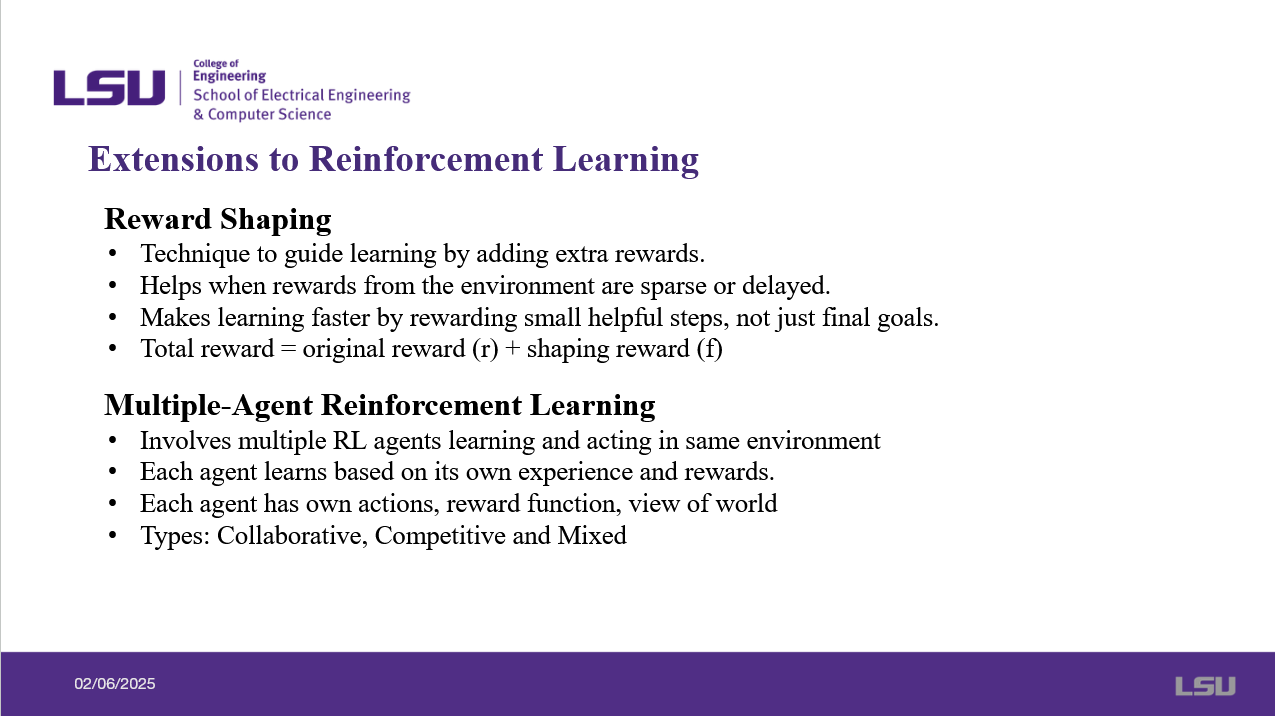 LSU
College of
Engineering
School of Electrical Engineering
& Computer Science
Extensions to Reinforcement Learning
Reward Shaping
• Technique to guide learning by adding extra rewards.
• Helps when rewards from the environment are sparse or delayed.
• Makes learning faster by rewarding small helpful steps, not just final goals.
• Total reward = original reward (r) + shaping reward (f)
Multiple-Agent Reinforcement Learning
• Involves multiple RL agents learning and acting in same environment
• Each agent learns based on its own experience and rewards.
• Each agent has own actions, reward function, view of world
• Types: Collaborative, Competitive and Mixed
02/06/2025
LSU